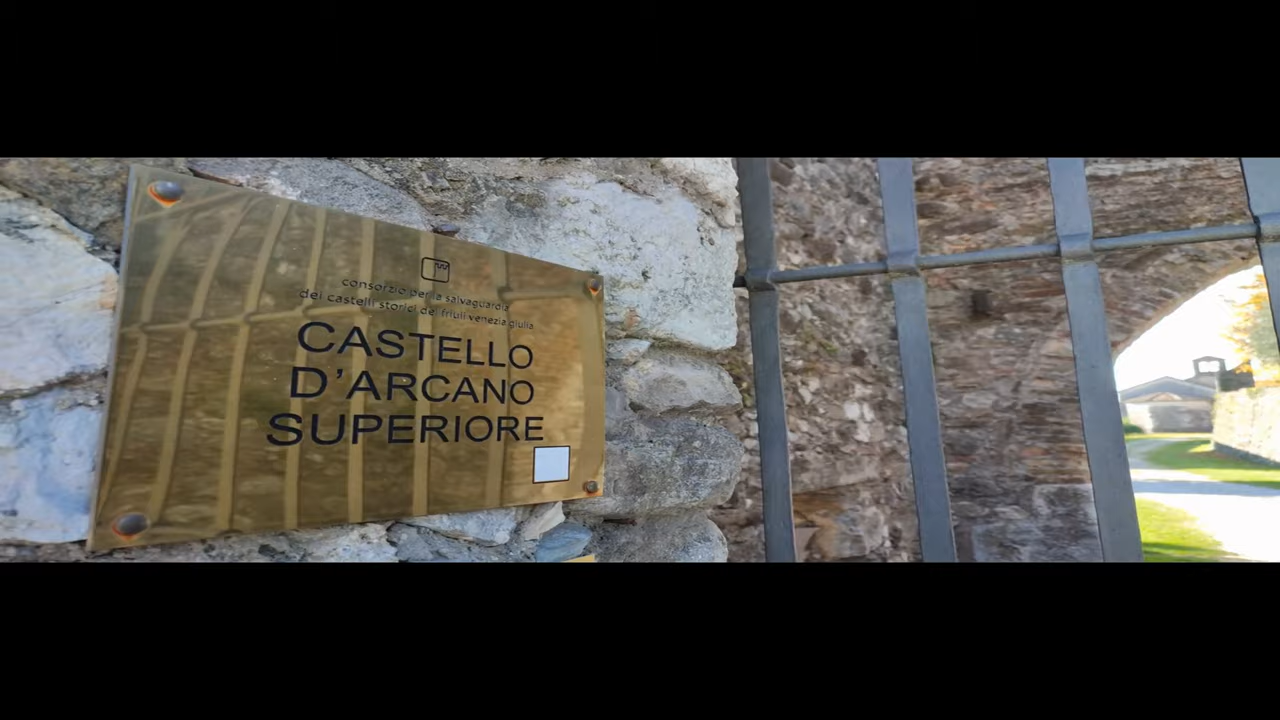 consorzio per la salvaguardia
dei castelli storici del friuli venezia giulia
CASTELLO
D'ARCANO
SUPERIORE